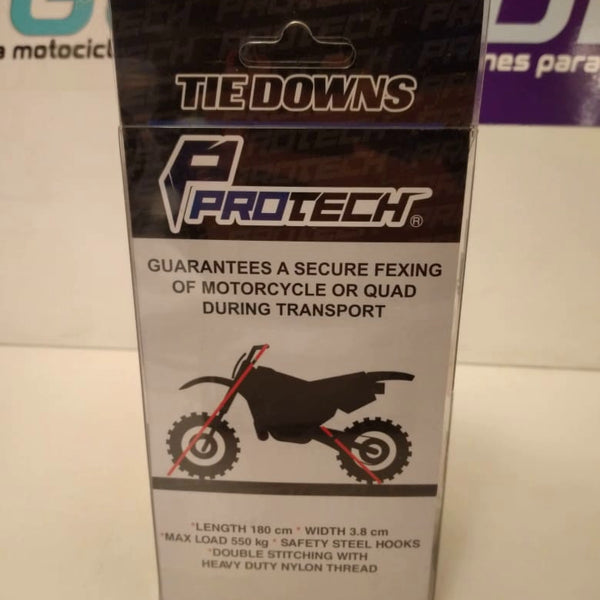 a motocicl
nes para
TIE DOWNS
PROTECH®
GUARANTEES A SECURE FEXING
OF MOTORCYCLE OR QUAD
DURING TRANSPORT
*LENGTH 180 cm * WIDTH 3.8 cm
*MAX LOAD 550 kg * SAFETY STEEL HOOKS
*DOUBLE STITCHING WITH
HEAVY DUTY NYLON THREAD